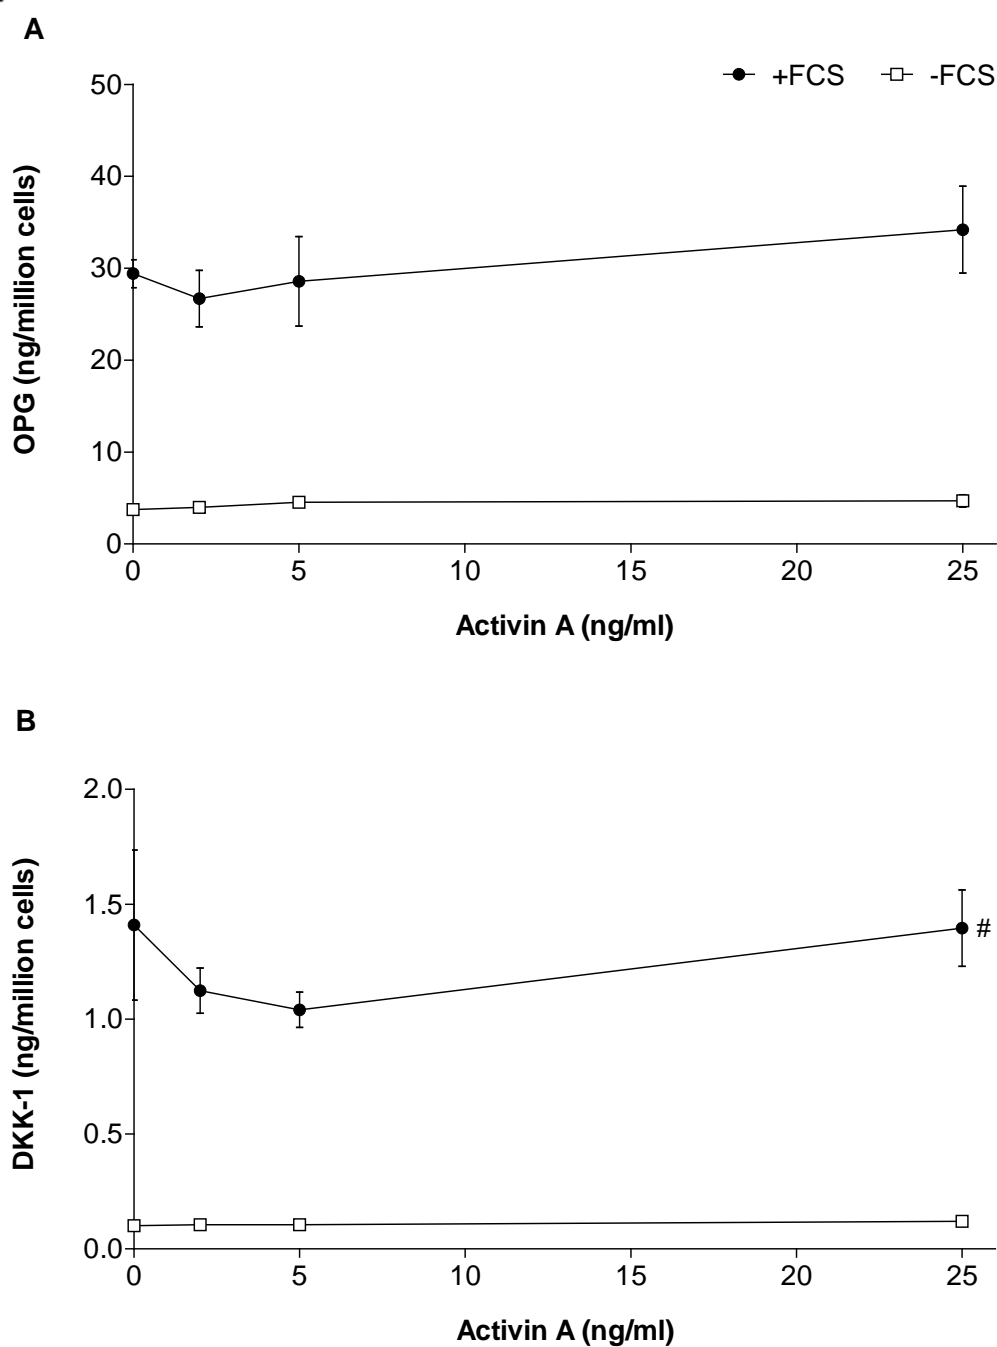 A
+FCS -FCS
50
40
30
20
10
0
OPG (ng/million cells)
0 5 10 15 20 25
Activin A (ng/ml)
B
2.0
1.5
1.0
0.5
0.0
DKK-1 (ng/million cells)
#
0 5 10 15 20 25
Activin A (ng/ml)